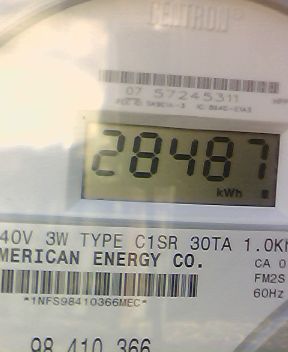 CENTRON®
07 57245311
28487
kWh
40V 3W TYPE C1SR 30TA 1.0K
MERICAN ENERGY CO.
CA 0
FM2S
60Hz
*1NFS98410366MEC*
98 410 366